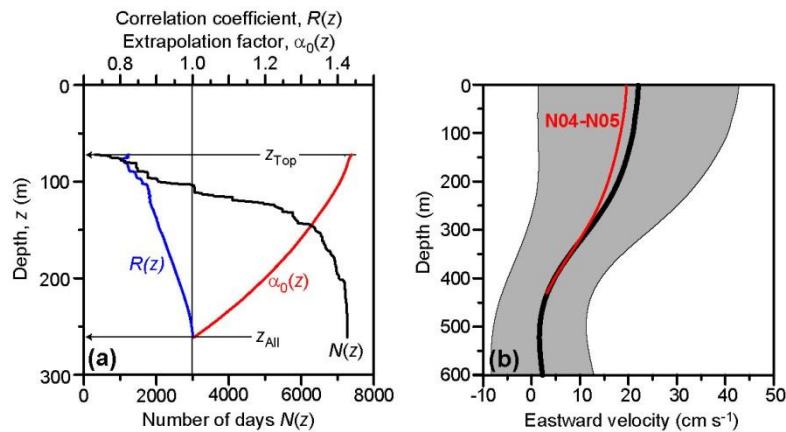 Correlation coefficient, R(z)
Extrapolation factor, α₀(z)
0.8 1.0 1.2 1.4
0
100
200
300
Depth, z (m)
z_Top
R(z)
α₀(z)
z_All
N(z)
(a)
0 2000 4000 6000 8000
Number of days N(z)
0
100
200
300
400
500
600
Depth (m)
N04-N05
(b)
-10 0 10 20 30 40 50
Eastward velocity (cm s⁻¹)